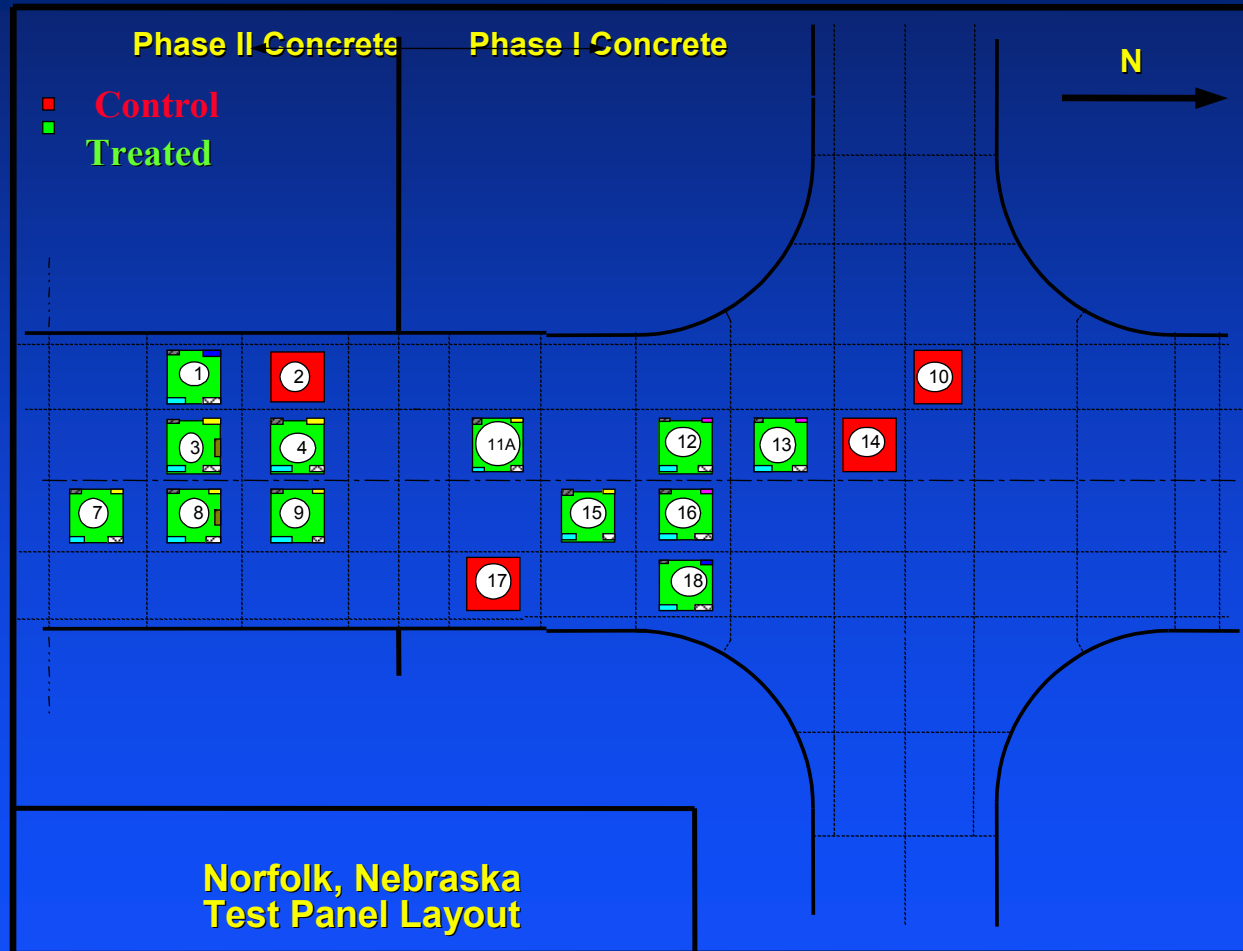 Phase II Concrete
Phase I Concrete
N
Control
Treated
1
2
10
3
4
11A
12
13
14
7
8
9
15
16
17
18
Norfolk, Nebraska
Test Panel Layout